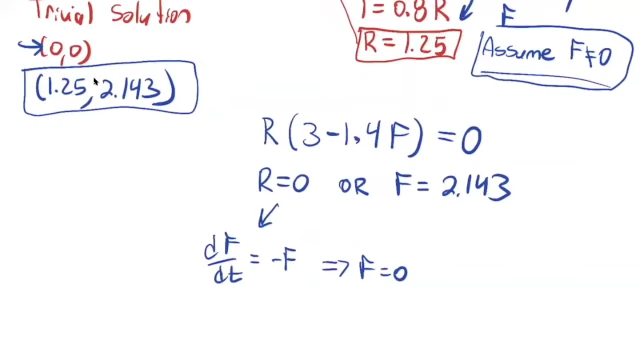 Trivial Solution
→(0,0)
(1.25, 2.143)
1 = 0.8 R
R = 1.25
F
Assume F≠0
R(3-1.4F)=0
R=0 OR F=2.143
dF/dt = -F ⇒ F=0